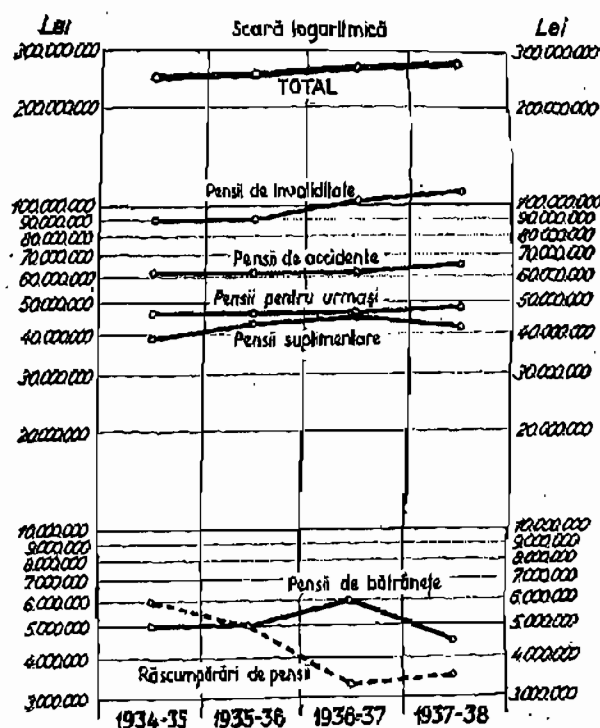 Lei Scară logaritmică Lei
300.000.000 300.000.000
TOTAL
200.000.000 200.000.000
Pensii de invaliditate
100.000.000 100.000.000
90.000.000 90.000.000
80.000.000 80.000.000
70.000.000 70.000.000
Pensii de accidente
60.000.000 60.000.000
50.000.000 50.000.000
Pensii pentru urmași
40.000.000 40.000.000
Pensii suplimentare
30.000.000 30.000.000
20.000.000 20.000.000
10.000.000 10.000.000
9.000.000 9.000.000
8.000.000 8.000.000
7.000.000 7.000.000
Pensii de bătrânețe
6.000.000 6.000.000
5.000.000 5.000.000
4.000.000 4.000.000
Răscumpărări de pensii
3.000.000 3.000.000
1934-35 1935-36 1936-37 1937-38